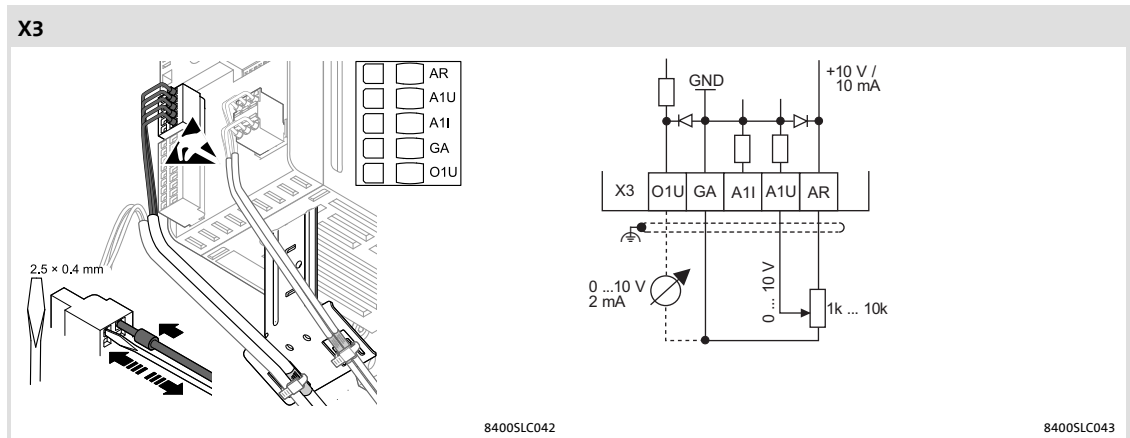 X3
AR
A1U
A1I
GA
O1U
2.5 × 0.4 mm
8400SLC042
GND
+10 V /
10 mA
X3 O1U GA A1I A1U AR
0 ...10 V
2 mA
0 ... 10 V
1k ... 10k
8400SLC043